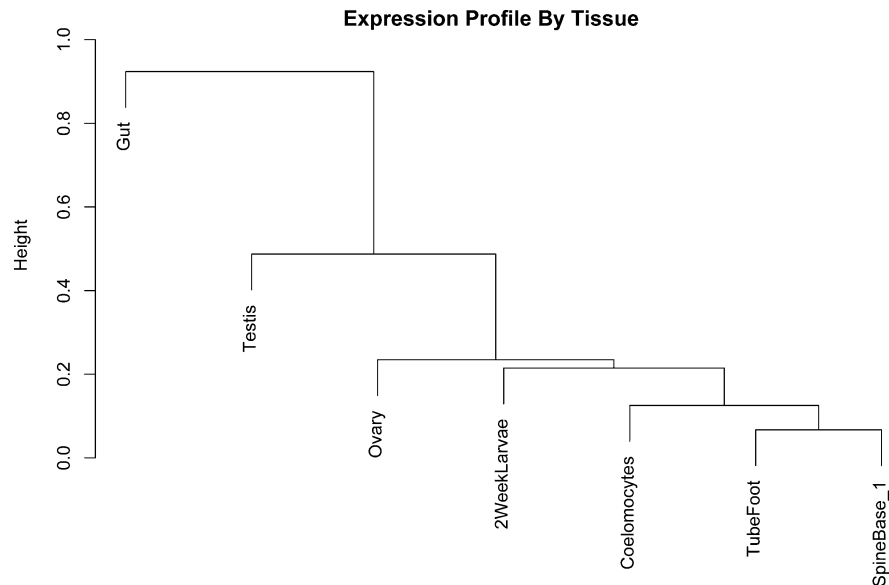 Expression Profile By Tissue
Height
1.0
0.8
0.6
0.4
0.2
0.0
Gut
Testis
Ovary
2WeekLarvae
Coelomocytes
TubeFoot
SpineBase_1